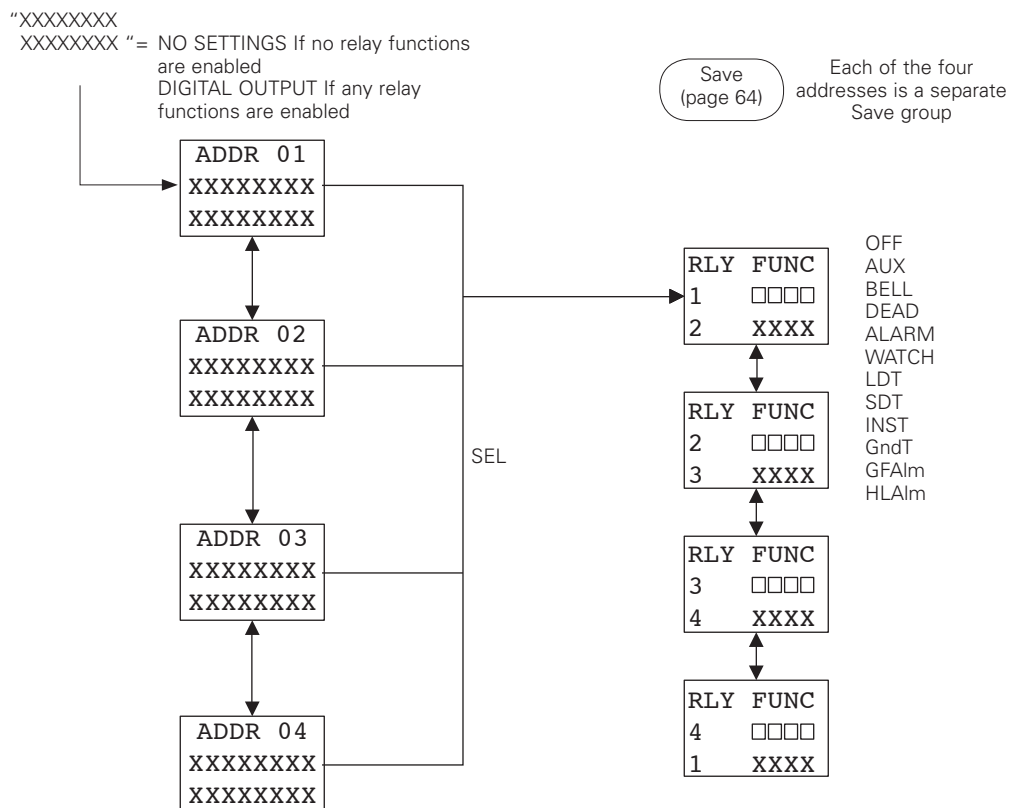 “XXXXXXXX
XXXXXXXX “= NO SETTINGS If no relay functions
are enabled
DIGITAL OUTPUT If any relay
functions are enabled
Save
(page 64)
Each of the four
addresses is a separate
Save group
ADDR 01
XXXXXXXX
XXXXXXXX
ADDR 02
XXXXXXXX
XXXXXXXX
ADDR 03
XXXXXXXX
XXXXXXXX
ADDR 04
XXXXXXXX
XXXXXXXX
SEL
RLY FUNC
1 □□□□
2 XXXX
RLY FUNC
2 □□□□
3 XXXX
RLY FUNC
3 □□□□
4 XXXX
RLY FUNC
4 □□□□
1 XXXX
OFF
AUX
BELL
DEAD
ALARM
WATCH
LDT
SDT
INST
GndT
GFAlm
HLAlm